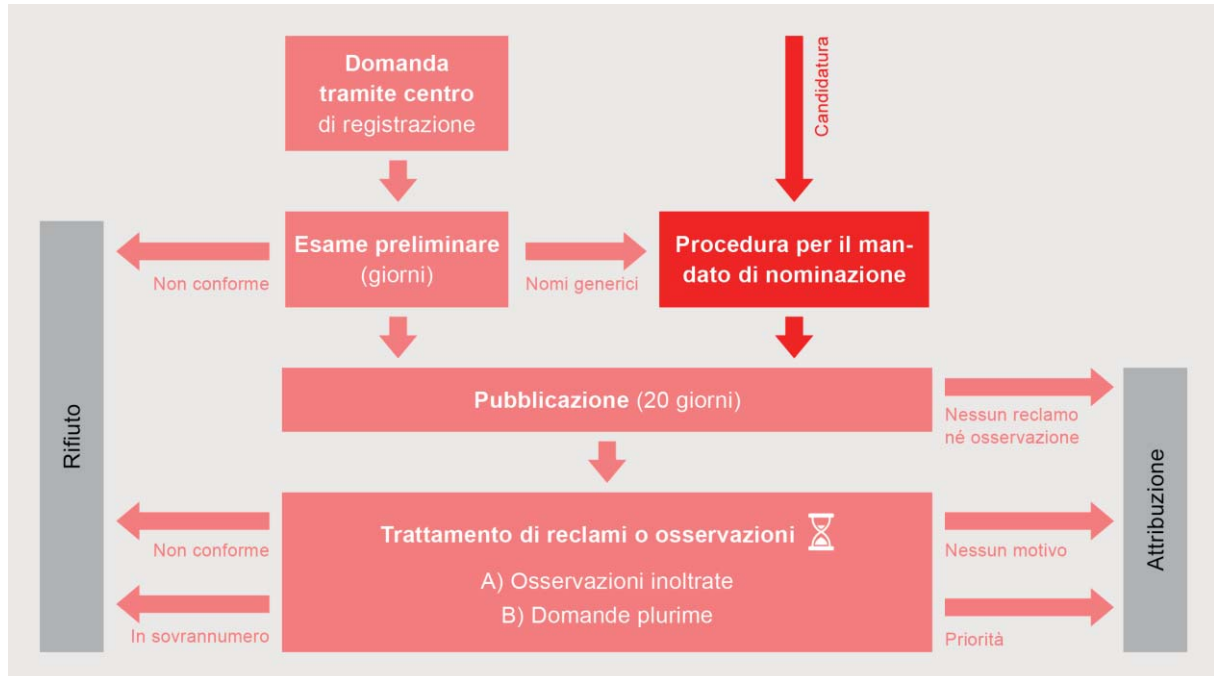 Domanda
tramite centro
di registrazione
Candidatura
Esame preliminare
(giorni)
Procedura per il man-
dato di nominazione
Non conforme
Nomi generici
Rifiuto
Pubblicazione (20 giorni)
Nessun reclamo
né osservazione
Attribuzione
Trattamento di reclami o osservazioni
A) Osservazioni inoltrate
B) Domande plurime
Non conforme
Nessun motivo
In sovrannumero
Priorità